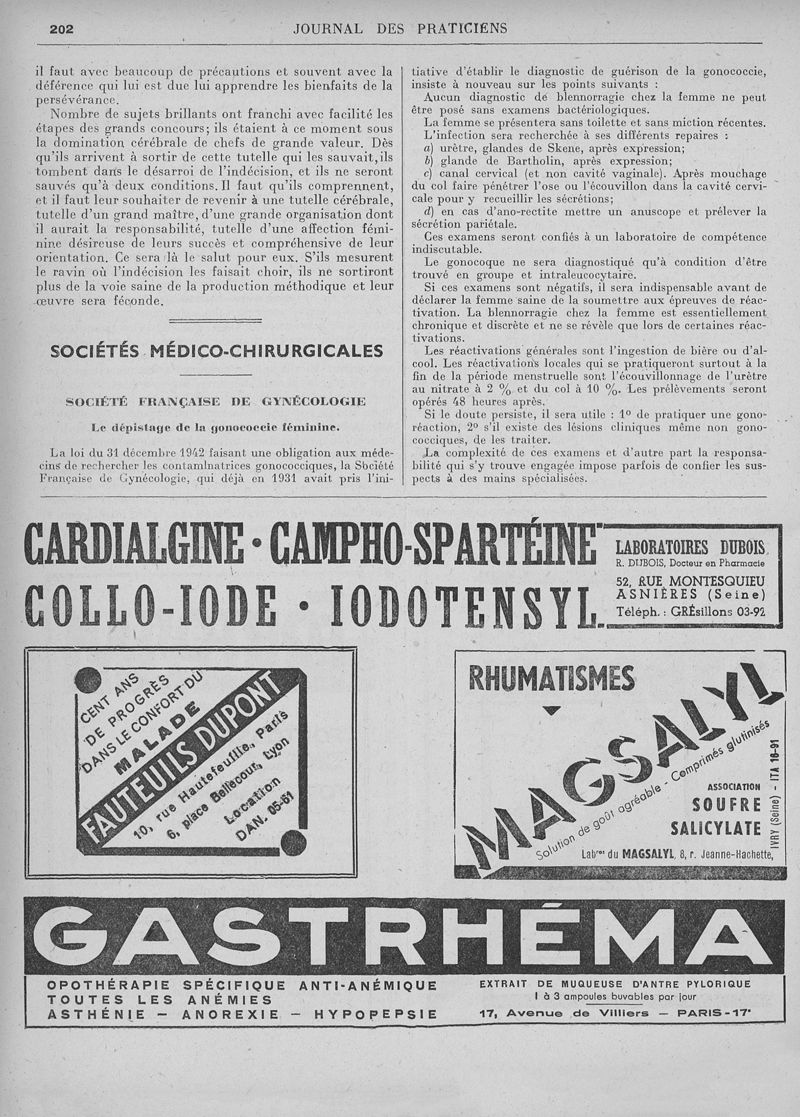 202
JOURNAL DES PRATICIENS
il faut avec beaucoup de précautions et souvent avec la
déférence qui lui est due lui apprendre les bienfaits de la
persévérance.
Nombre de sujets brillants ont franchi avec facilité les
étapes des grands concours; ils étaient à ce moment sous
la domination cérébrale de chefs de grande valeur. Dès
qu'ils arrivent à sortir de cette tutelle qui les sauvait, ils
tombent dans le désarroi de l'indécision, et ils ne seront
sauvés qu'à deux conditions. Il faut qu'ils comprennent,
et il faut leur souhaiter de revenir à une tutelle cérébrale,
tutelle d'un grand maître, d'une grande organisation dont
il aurait la responsabilité, tutelle d'une affection fémi-
nine désireuse de leurs succès et compréhensive de leur
orientation. Ce sera là le salut pour eux. S'ils mesurent
le ravin où l'indécision les faisait choir, ils ne sortiront
plus de la voie saine de la production méthodique et leur
œuvre sera féconde.
SOCIÉTÉS MÉDICO-CHIRURGICALES
SOCIÉTÉ FRANÇAISE DE GYNÉCOLOGIE
Le dépistage de la gonococcie féminine.
La loi du 31 décembre 1942 faisant une obligation aux méde-
cins de rechercher les contaminatrices gonococciques, la Société
Française de Gynécologie, qui déjà en 1931 avait pris l'ini-
tiative d'établir le diagnostic de guérison de la gonococcie,
insiste à nouveau sur les points suivants :
Aucun diagnostic de blennorragie chez la femme ne peut
être posé sans examens bactériologiques.
La femme se présentera sans toilette et sans miction récentes.
L'infection sera recherchée à ses différents repaires :
a) urètre, glandes de Skene, après expression;
b) glande de Bartholin, après expression;
c) canal cervical (et non cavité vaginale). Après mouchage
du col faire pénétrer l'ose ou l'écouvillon dans la cavité cervi-
cale pour y recueillir les sécrétions;
d) en cas d'ano-rectite mettre un anuscope et prélever la
sécrétion pariétale.
Ces examens seront confiés à un laboratoire de compétence
indiscutable.
Le gonocoque ne sera diagnostiqué qu'à condition d'être
trouvé en groupe et intraleucocytaire.
Si ces examens sont négatifs, il sera indispensable avant de
déclarer la femme saine de la soumettre aux épreuves de réac-
tivation. La blennorragie chez la femme est essentiellement
chronique et discrète et ne se révèle que lors de certaines réac-
tivations.
Les réactivations générales sont l'ingestion de bière ou d'al-
cool. Les réactivations locales qui se pratiqueront surtout à la
fin de la période menstruelle sont l'écouvillonnage de l'urètre
au nitrate à 2 % et du col à 10 %. Les prélèvements seront
opérés 48 heures après.
Si le doute persiste, il sera utile : 1° de pratiquer une gono-
réaction, 2° s'il existe des lésions cliniques même non gono-
cocciques, de les traiter.
La complexité de ces examens et d'autre part la responsa-
bilité qui s'y trouve engagée impose parfois de confier les sus-
pects à des mains spécialisées.
CARDIALGINE · CAMPHO-SPARTÉINE
COLLO-IODE · IODOTENSYL
LABORATOIRES DUBOIS
R. DUBOIS, Docteur en Pharmacie
52, RUE MONTESQUIEU
ASNIÈRES (Seine)
Téléph. : GRÉsillons 03-92
CENT ANS
DE PROGRÈS
DANS LE CONFORT DU
MALADE
FAUTEUILS DUPONT
10, rue Hautefeuille, Paris
6, place Bellecour, Lyon
Location
DAN. 05-61
RHUMATISMES
MAGSALYL
Solution de goût agréable - Comprimés glutinisés
ASSOCIATION
SOUFRE
SALICYLATE
Labres du MAGSALYL, 8, r. Jeanne-Hachette,
IVRY (Seine) - ITA 16-91
GASTRHÉMA
OPOTHÉRAPIE SPÉCIFIQUE ANTI-ANÉMIQUE
TOUTES LES ANÉMIES
ASTHÉNIE — ANOREXIE — HYPOPEPSIE
EXTRAIT DE MUQUEUSE D'ANTRE PYLORIQUE
1 à 3 ampoules buvables par jour
17, Avenue de Villiers — PARIS-17e